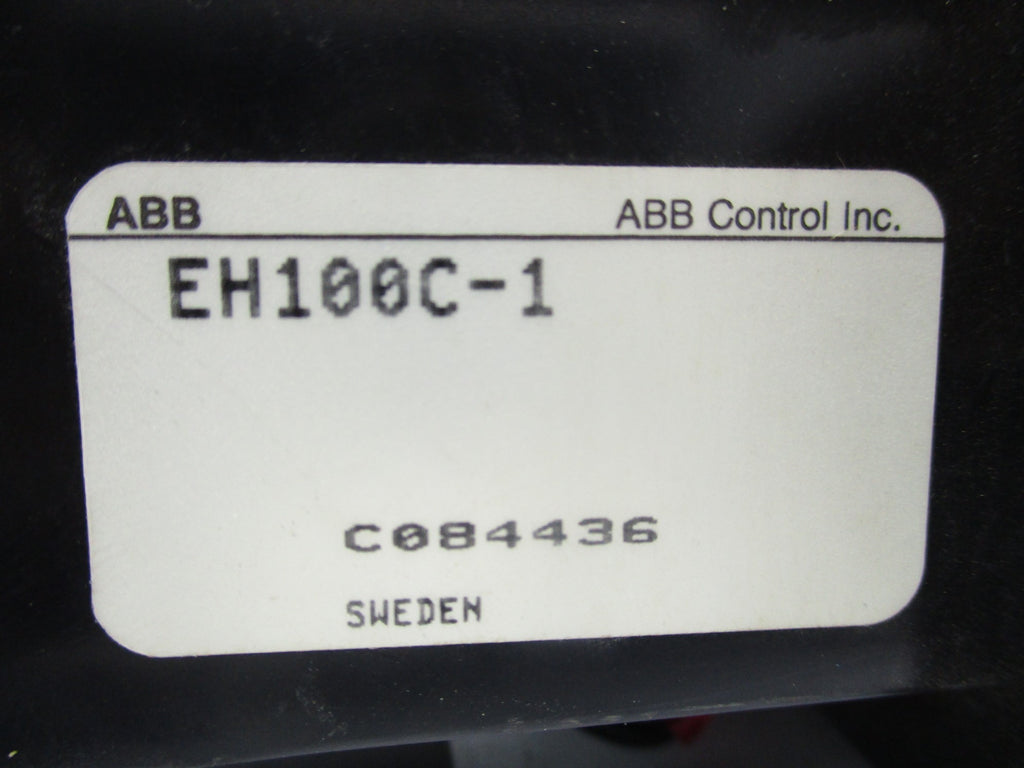 ABB ABB Control Inc.
EH100C-1
C084436
SWEDEN